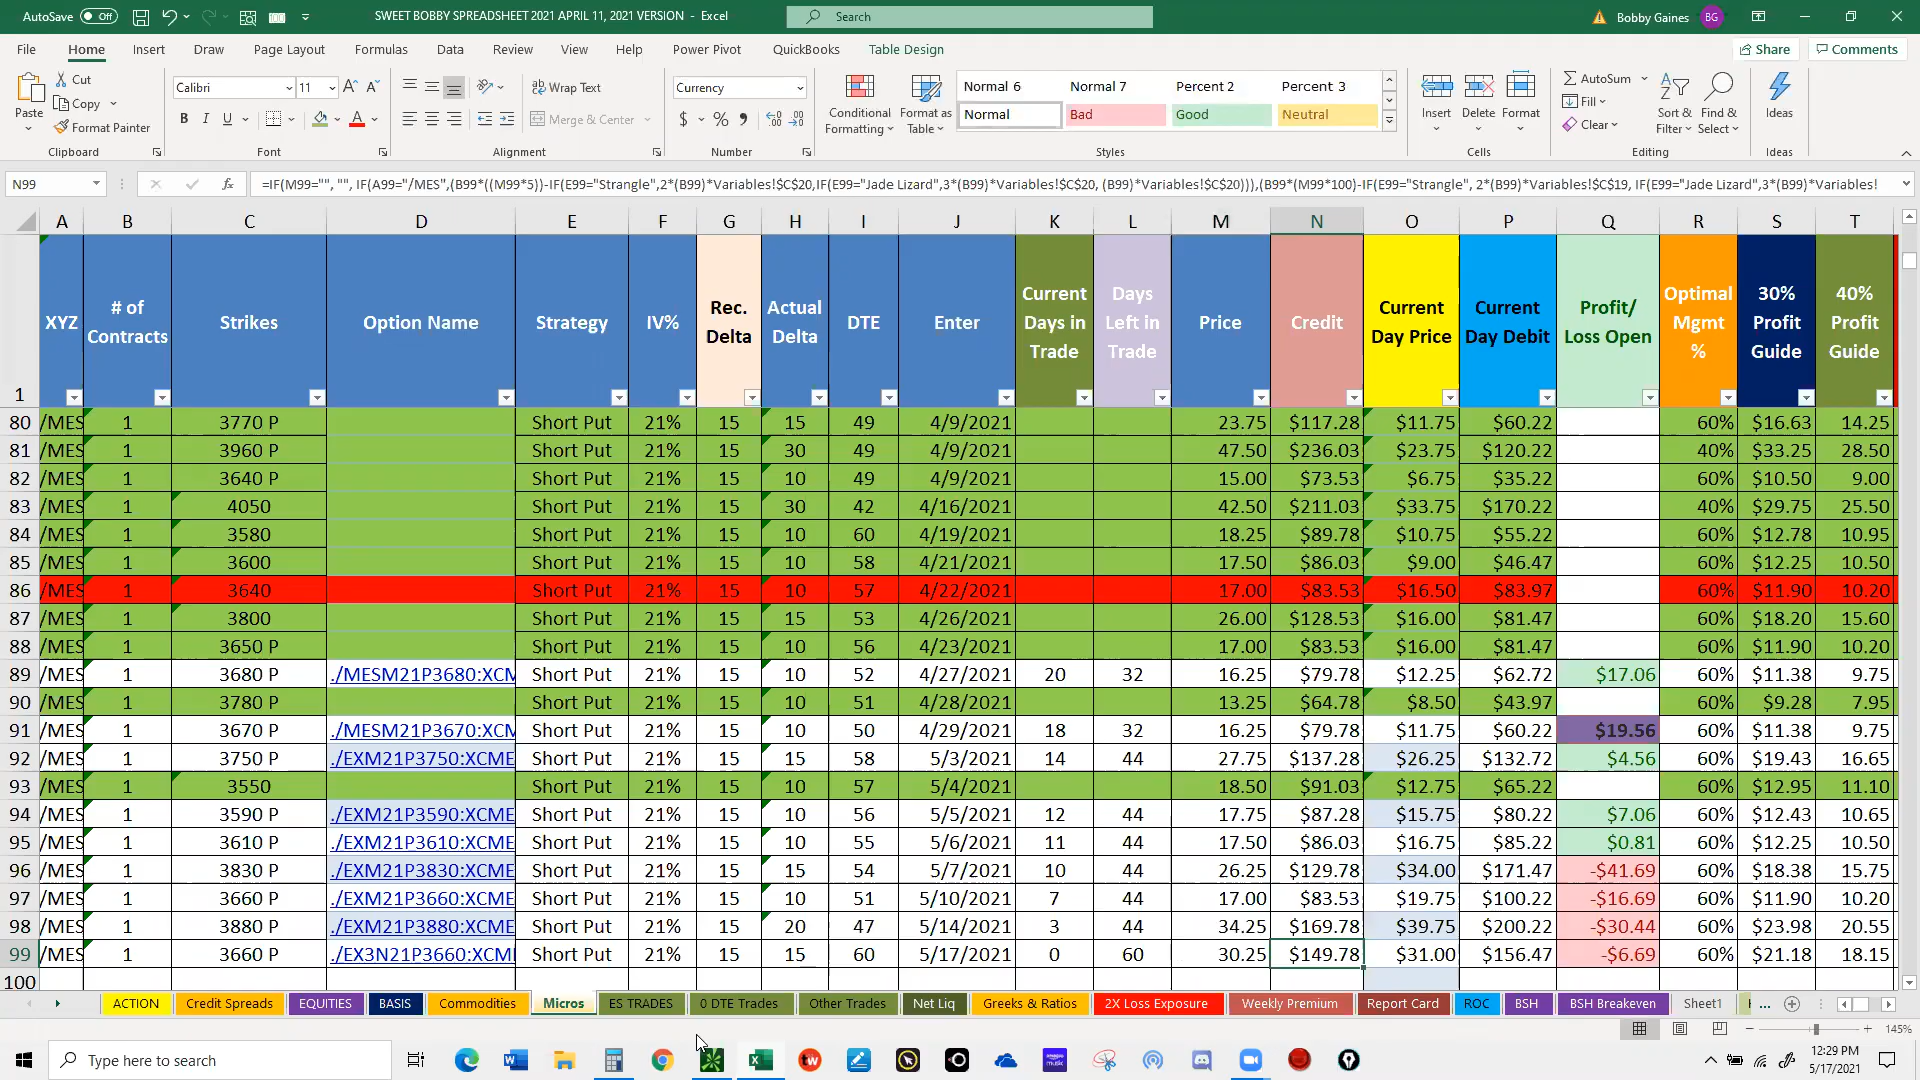 AutoSave Off SWEET BOBBY SPREADSHEET 2021 APRIL 11, 2021 VERSION - Excel Search Bobby Gaines BG
File Home Insert Draw Page Layout Formulas Data Review View Help Power Pivot QuickBooks Table Design Share Comments
Paste Cut Copy Format Painter Clipboard
Calibri 11 B I U Font
Wrap Text Merge & Center Alignment
Currency $ % Number
Conditional Formatting Format as Table Normal 6 Normal 7 Percent 2 Percent 3 Normal Bad Good Neutral Styles
Insert Delete Format Cells
AutoSum Fill Clear Sort & Filter Find & Select Editing
Ideas Ideas
N99 fx =IF(M99="", "", IF(A99="/MES",(B99*((M99*5))-IF(E99="Strangle",2*(B99)*Variables!$C$20,IF(E99="Jade Lizard",3*(B99)*Variables!$C$20, (B99)*Variables!$C$20))),(B99*(M99*100)-IF(E99="Strangle", 2*(B99)*Variables!$C$19, IF(E99="Jade Lizard",3*(B99)*Variables!
A B C D E F G H I J K L M N O P Q R S T
1 XYZ # of Contracts Strikes Option Name Strategy IV% Rec. Delta Actual Delta DTE Enter Current Days in Trade Days Left in Trade Price Credit Current Day Price Current Day Debit Profit/ Loss Open Optimal Mgmt % 30% Profit Guide 40% Profit Guide
80 /MES 1 3770 P Short Put 21% 15 15 49 4/9/2021 23.75 $117.28 $11.75 $60.22 60% $16.63 14.25
81 /MES 1 3960 P Short Put 21% 15 30 49 4/9/2021 47.50 $236.03 $23.75 $120.22 40% $33.25 28.50
82 /MES 1 3640 P Short Put 21% 15 10 49 4/9/2021 15.00 $73.53 $6.75 $35.22 60% $10.50 9.00
83 /MES 1 4050 Short Put 21% 15 30 42 4/16/2021 42.50 $211.03 $33.75 $170.22 40% $29.75 25.50
84 /MES 1 3580 Short Put 21% 15 10 60 4/19/2021 18.25 $89.78 $10.75 $55.22 60% $12.78 10.95
85 /MES 1 3600 Short Put 21% 15 10 58 4/21/2021 17.50 $86.03 $9.00 $46.47 60% $12.25 10.50
86 /MES 1 3640 Short Put 21% 15 10 57 4/22/2021 17.00 $83.53 $16.50 $83.97 60% $11.90 10.20
87 /MES 1 3800 Short Put 21% 15 15 53 4/26/2021 26.00 $128.53 $16.00 $81.47 60% $18.20 15.60
88 /MES 1 3650 P Short Put 21% 15 10 56 4/23/2021 17.00 $83.53 $16.00 $81.47 60% $11.90 10.20
89 /MES 1 3680 P ./MESM21P3680:XCM Short Put 21% 15 10 52 4/27/2021 20 32 16.25 $79.78 $12.25 $62.72 $17.06 60% $11.38 9.75
90 /MES 1 3780 P Short Put 21% 15 10 51 4/28/2021 13.25 $64.78 $8.50 $43.97 60% $9.28 7.95
91 /MES 1 3670 P ./MESM21P3670:XCM Short Put 21% 15 10 50 4/29/2021 18 32 16.25 $79.78 $11.75 $60.22 $19.56 60% $11.38 9.75
92 /MES 1 3750 P ./EXM21P3750:XCME Short Put 21% 15 15 58 5/3/2021 14 44 27.75 $137.28 $26.25 $132.72 $4.56 60% $19.43 16.65
93 /MES 1 3550 Short Put 21% 15 10 57 5/4/2021 18.50 $91.03 $12.75 $65.22 60% $12.95 11.10
94 /MES 1 3590 P ./EXM21P3590:XCME Short Put 21% 15 10 56 5/5/2021 12 44 17.75 $87.28 $15.75 $80.22 $7.06 60% $12.43 10.65
95 /MES 1 3610 P ./EXM21P3610:XCME Short Put 21% 15 10 55 5/6/2021 11 44 17.50 $86.03 $16.75 $85.22 $0.81 60% $12.25 10.50
96 /MES 1 3830 P ./EXM21P3830:XCME Short Put 21% 15 15 54 5/7/2021 10 44 26.25 $129.78 $34.00 $171.47 -$41.69 60% $18.38 15.75
97 /MES 1 3660 P ./EXM21P3660:XCME Short Put 21% 15 10 51 5/10/2021 7 44 17.00 $83.53 $19.75 $100.22 -$16.69 60% $11.90 10.20
98 /MES 1 3880 P ./EXM21P3880:XCME Short Put 21% 15 20 47 5/14/2021 3 44 34.25 $169.78 $39.75 $200.22 -$30.44 60% $23.98 20.55
99 /MES 1 3660 P ./EX3N21P3660:XCM Short Put 21% 15 15 60 5/17/2021 0 60 30.25 $149.78 $31.00 $156.47 -$6.69 60% $21.18 18.15
100
ACTION Credit Spreads EQUITIES BASIS Commodities Micros ES TRADES 0 DTE Trades Other Trades Net Liq Greeks & Ratios 2X Loss Exposure Weekly Premium Report Card ROC BSH BSH Breakeven Sheet1 ...
145%
Type here to search tw 12:29 PM
5/17/2021